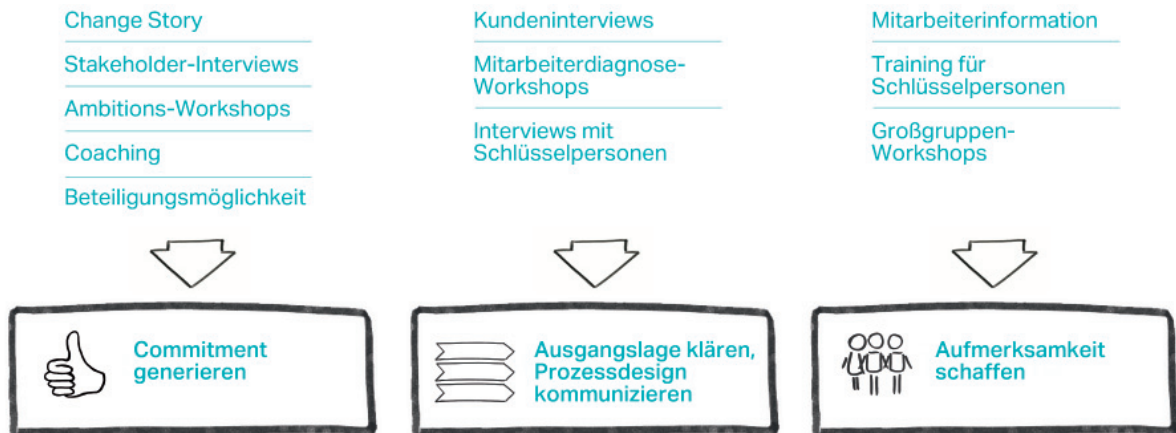 Change Story
Stakeholder-Interviews
Ambitions-Workshops
Coaching
Beteiligungsmöglichkeit
Commitment
generieren
Kundeninterviews
Mitarbeiterdiagnose-
Workshops
Interviews mit
Schlüsselpersonen
Ausgangslage klären,
Prozessdesign
kommunizieren
Mitarbeiterinformation
Training für
Schlüsselpersonen
Großgruppen-
Workshops
Aufmerksamkeit
schaffen